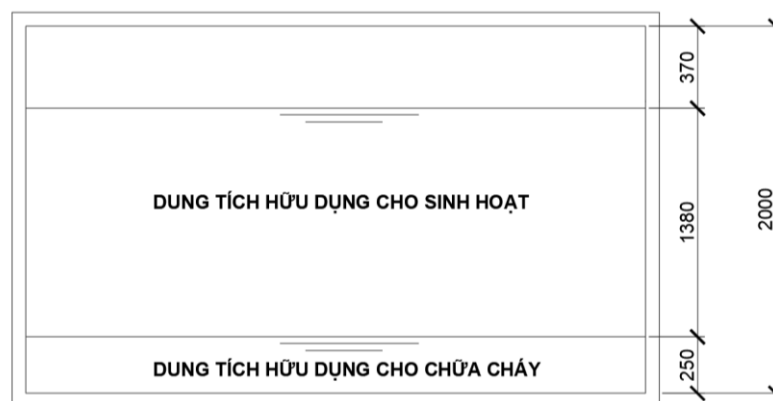 370
DUNG TÍCH HỮU DỤNG CHO SINH HOẠT
1380
2000
DUNG TÍCH HỮU DỤNG CHO CHỮA CHÁY
250